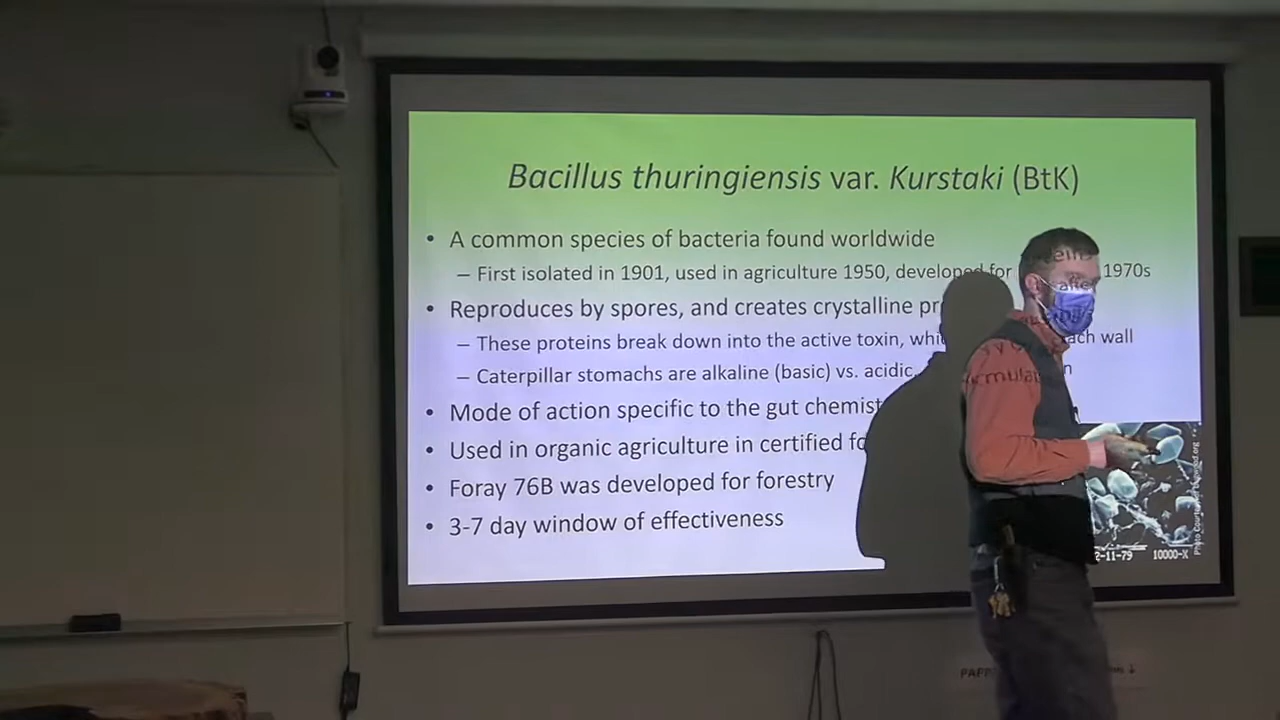 Bacillus thuringiensis var. Kurstaki (BtK)
• A common species of bacteria found worldwide
– First isolated in 1901, used in agriculture 1950, developed for 1970s
• Reproduces by spores, and creates crystalline
– These proteins break down into the active toxin, wall
– Caterpillar stomachs are alkaline (basic) vs. acidic
• Mode of action specific to the gut
• Used in organic agriculture in certified
• Foray 76B was developed for forestry
• 3-7 day window of effectiveness
10000-X